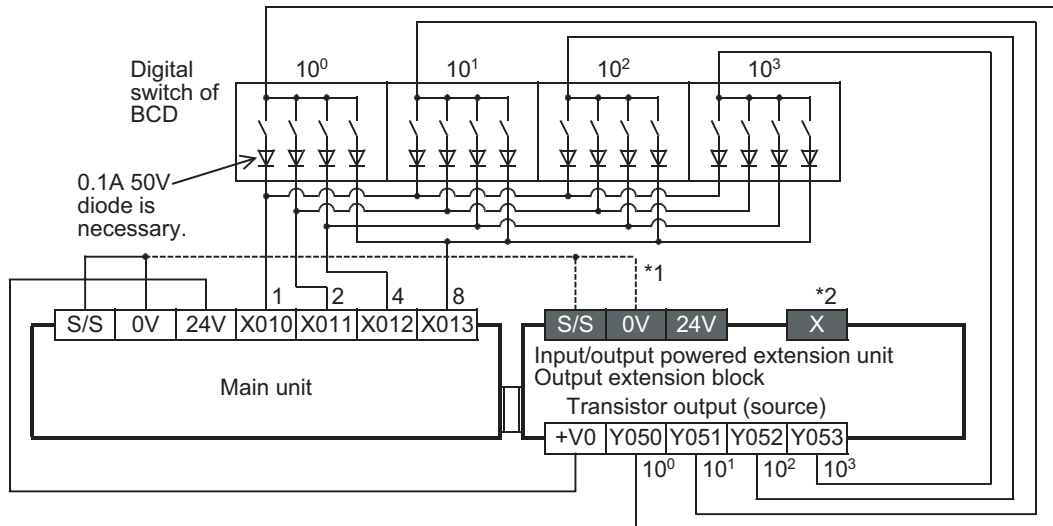 Digital
switch of
BCD
10⁰ 10¹ 10² 10³
0.1A 50V
diode is
necessary.
*1
1 2 4 8
*2
S/S 0V 24V X010 X011 X012 X013
S/S 0V 24V X
Main unit
Input/output powered extension unit
Output extension block
Transistor output (source)
+V0 Y050 Y051 Y052 Y053
10⁰ 10¹ 10² 10³